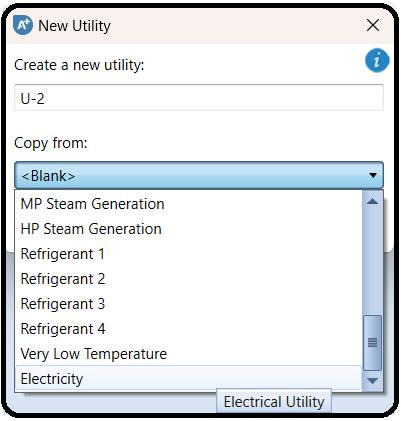 A+ New Utility
Create a new utility:
i
U-2
Copy from:
<Blank>
MP Steam Generation
HP Steam Generation
Refrigerant 1
Refrigerant 2
Refrigerant 3
Refrigerant 4
Very Low Temperature
Electricity
Electrical Utility